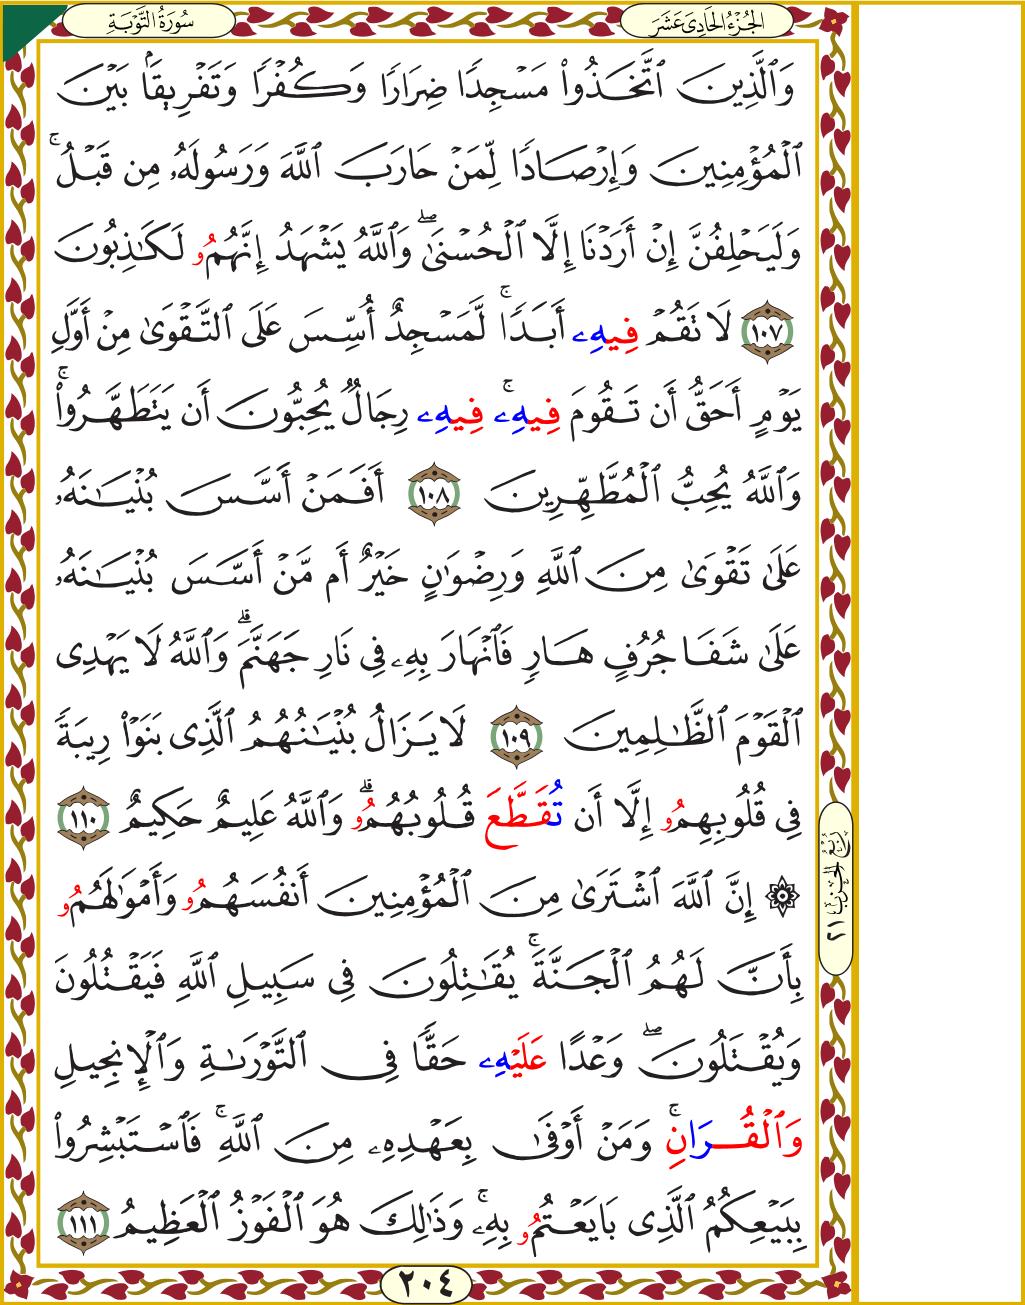 الجُزْءُ الحَادِىَ عَشَرَ
سُورَةُ التَّوْبَةِ
وَٱلَّذِينَ ٱتَّخَذُوا۟ مَسْجِدًا ضِرَارًا وَكُفْرًا وَتَفْرِيقًۢا بَيْنَ
ٱلْمُؤْمِنِينَ وَإِرْصَادًا لِّمَنْ حَارَبَ ٱللَّهَ وَرَسُولَهُۥ مِن قَبْلُ ۚ
وَلَيَحْلِفُنَّ إِنْ أَرَدْنَا إِلَّا ٱلْحُسْنَىٰ ۖ وَٱللَّهُ يَشْهَدُ إِنَّهُمُۥ لَكَـٰذِبُونَ
١٠٧ لَا تَقُمْ فِيهِۦ أَبَدًا ۚ لَّمَسْجِدٌ أُسِّسَ عَلَى ٱلتَّقْوَىٰ مِنْ أَوَّلِ
يَوْمٍ أَحَقُّ أَن تَقُومَ فِيهِۦ ۚ فِيهِۦ رِجَالٌ يُحِبُّونَ أَن يَتَطَهَّرُوا۟ ۚ
وَٱللَّهُ يُحِبُّ ٱلْمُطَّهِّرِينَ ١٠٨ أَفَمَنْ أَسَّسَ بُنْيَـٰنَهُۥ
عَلَىٰ تَقْوَىٰ مِنَ ٱللَّهِ وَرِضْوَٰنٍ خَيْرٌ أَم مَّنْ أَسَّسَ بُنْيَـٰنَهُۥ
عَلَىٰ شَفَا جُرُفٍ هَارٍ فَٱنْهَارَ بِهِۦ فِى نَارِ جَهَنَّمَ ۗ وَٱللَّهُ لَا يَهْدِى
ٱلْقَوْمَ ٱلظَّـٰلِمِينَ ١٠٩ لَا يَزَالُ بُنْيَـٰنُهُمُ ٱلَّذِى بَنَوْا۟ رِيبَةً
فِى قُلُوبِهِمُۥ إِلَّا أَن تُقَطَّعَ قُلُوبُهُمُۥ ۗ وَٱللَّهُ عَلِيمٌ حَكِيمٌ ١١٠
۞ إِنَّ ٱللَّهَ ٱشْتَرَىٰ مِنَ ٱلْمُؤْمِنِينَ أَنفُسَهُمُۥ وَأَمْوَٰلَهُمُۥ
بِأَنَّ لَهُمُ ٱلْجَنَّةَ ۚ يُقَـٰتِلُونَ فِى سَبِيلِ ٱللَّهِ فَيَقْتُلُونَ
وَيُقْتَلُونَ ۖ وَعْدًا عَلَيْهِۦ حَقًّا فِى ٱلتَّوْرَىٰةِ وَٱلْإِنجِيلِ
وَٱلْقُرَانِ ۚ وَمَنْ أَوْفَىٰ بِعَهْدِهِۦ مِنَ ٱللَّهِ ۚ فَٱسْتَبْشِرُوا۟
بِبَيْعِكُمُ ٱلَّذِى بَايَعْتُمُۥ بِهِۦ ۚ وَذَٰلِكَ هُوَ ٱلْفَوْزُ ٱلْعَظِيمُ ١١١
رُبْعُ الحِزْبِ ٢١
٢٠٤